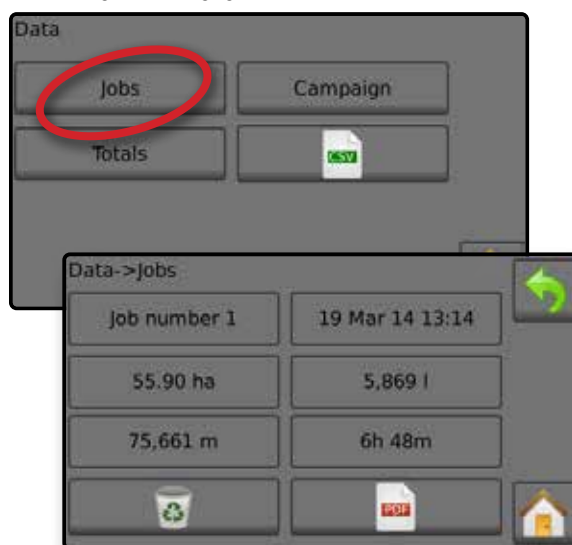 Data
Jobs
Campaign
Totals
CSV
Data->Jobs
Job number 1
19 Mar 14 13:14
55.90 ha
5,869 l
75,661 m
6h 48m
PDF